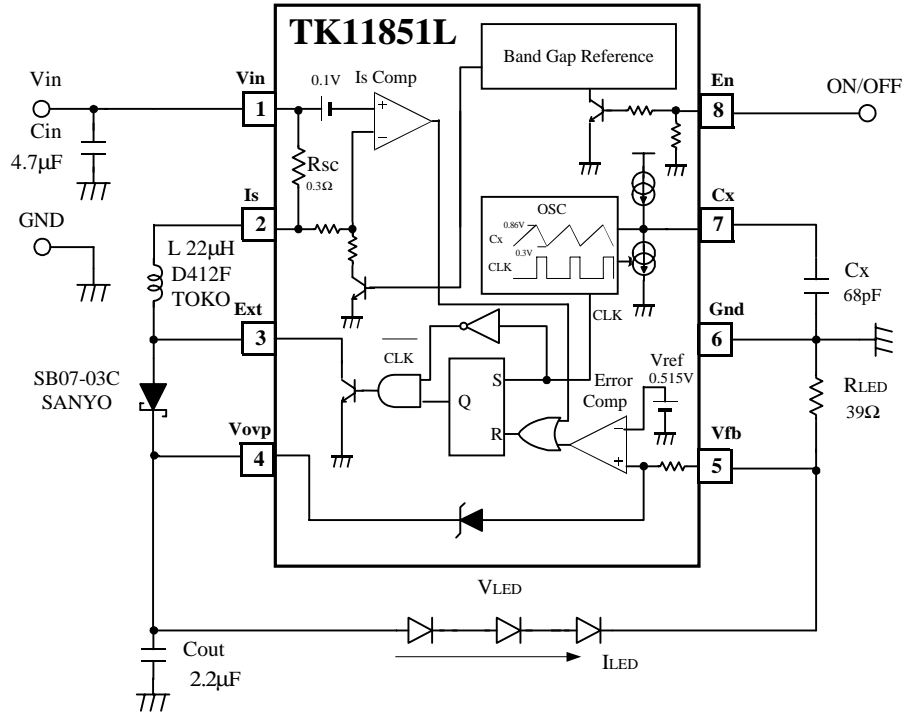 TK11851L
Band Gap Reference
Vin
Vin
0.1V
Is Comp
En
ON/OFF
1
8
Cin
4.7µF
Rsc
0.3Ω
Is
OSC
Cx
2
7
0.86V
Cx
0.3V
CLK
GND
L 22µH
D412F
TOKO
Cx
68pF
Ext
CLK
Gnd
3
6
CLK
Vref
0.515V
SB07-03C
SANYO
S
Error
Comp
RLED
39Ω
Q
Vovp
R
Vfb
4
5
VLED
Cout
2.2µF
ILED